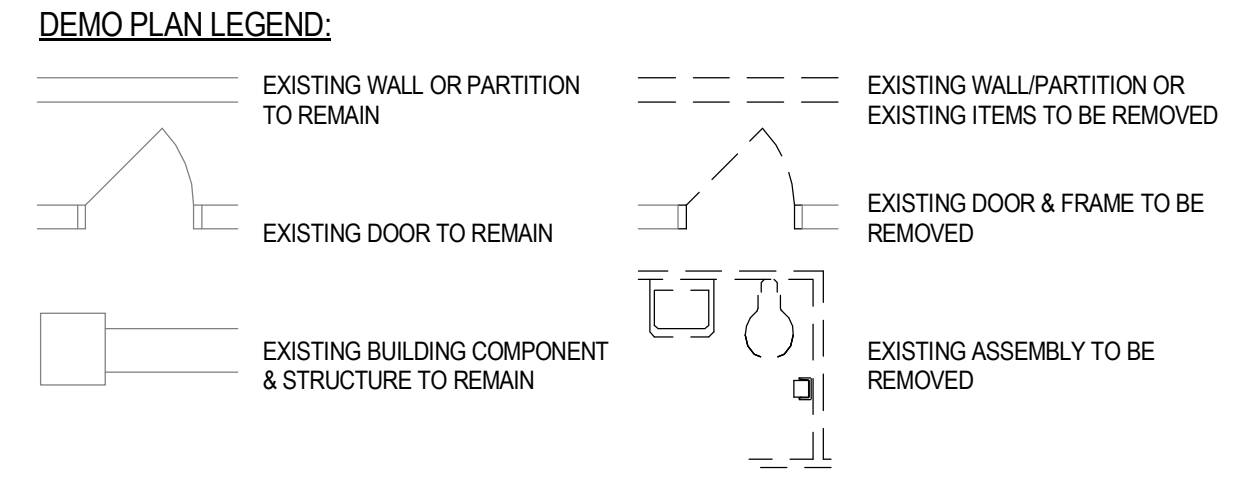 DEMO PLAN LEGEND:
EXISTING WALL OR PARTITION
TO REMAIN
EXISTING DOOR TO REMAIN
EXISTING BUILDING COMPONENT
& STRUCTURE TO REMAIN
EXISTING WALL/PARTITION OR
EXISTING ITEMS TO BE REMOVED
EXISTING DOOR & FRAME TO BE
REMOVED
EXISTING ASSEMBLY TO BE
REMOVED